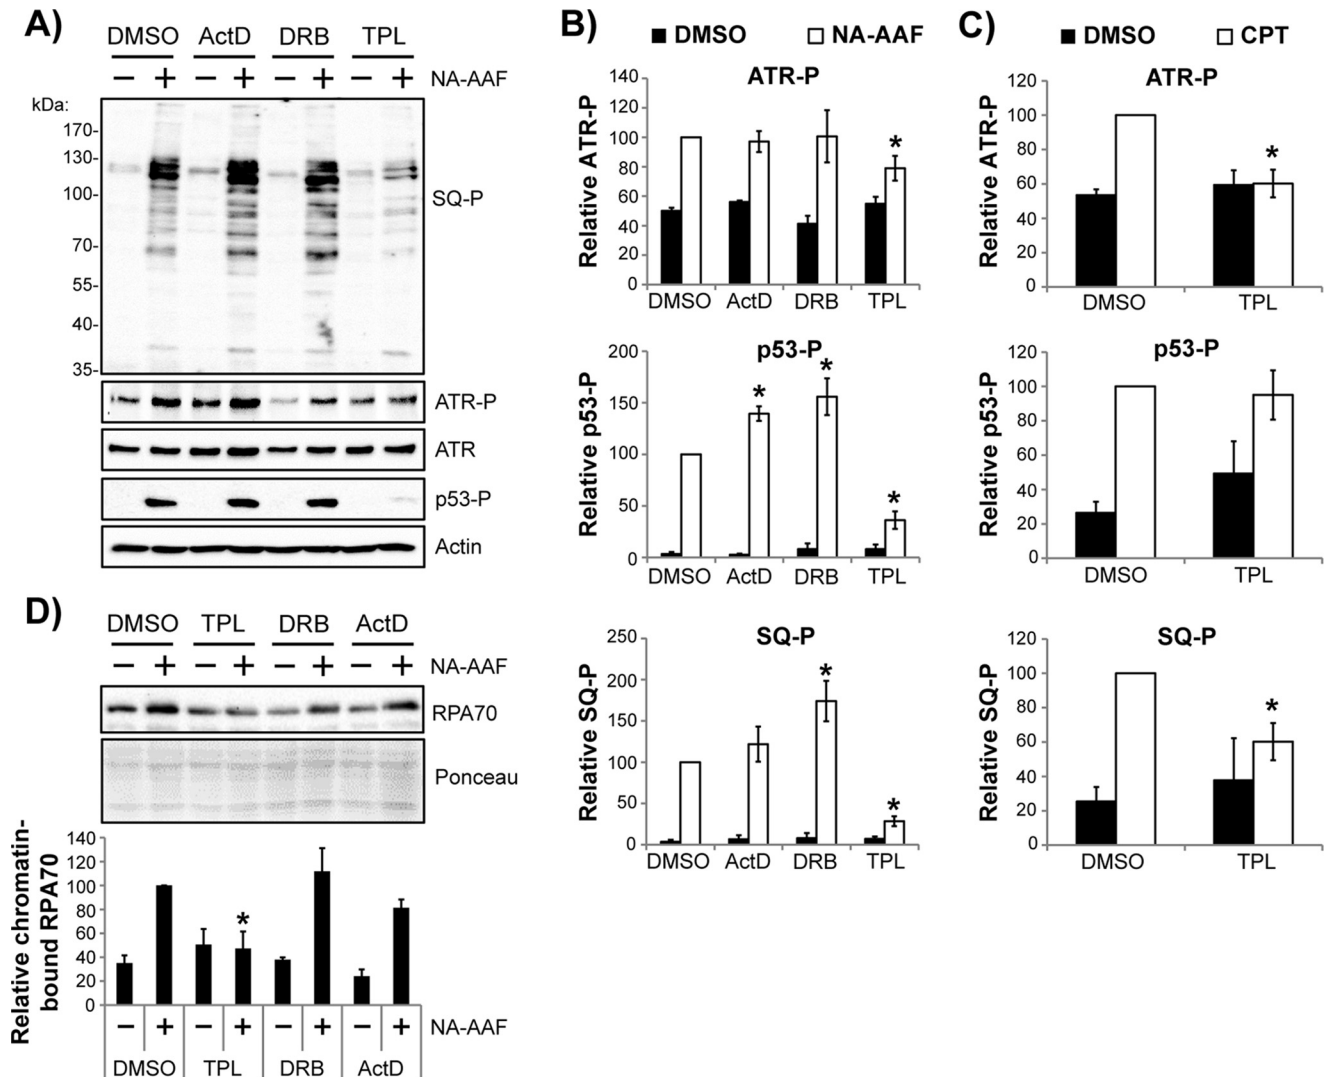 A)
DMSO ActD DRB TPL
− + − + − + − + NA-AAF
kDa:
170-
130-
100-
70-
55-
40-
35-
SQ-P
ATR-P
ATR
p53-P
Actin
B)
■ DMSO □ NA-AAF
ATR-P
Relative ATR-P
140
120
100
80
60
40
20
0
* 
DMSO ActD DRB TPL
p53-P
Relative p53-P
200
150
100
50
0
* * *
DMSO ActD DRB TPL
SQ-P
Relative SQ-P
250
200
150
100
50
0
* *
DMSO ActD DRB TPL
C)
■ DMSO □ CPT
ATR-P
Relative ATR-P
120
100
80
60
40
20
0
*
DMSO TPL
p53-P
Relative p53-P
120
100
80
60
40
20
0
DMSO TPL
SQ-P
Relative SQ-P
120
100
80
60
40
20
0
*
DMSO TPL
D)
DMSO TPL DRB ActD
− + − + − + − + NA-AAF
RPA70
Ponceau
Relative chromatin-
bound RPA70
140
120
100
80
60
40
20
0
*
− + − + − + − + NA-AAF
DMSO TPL DRB ActD